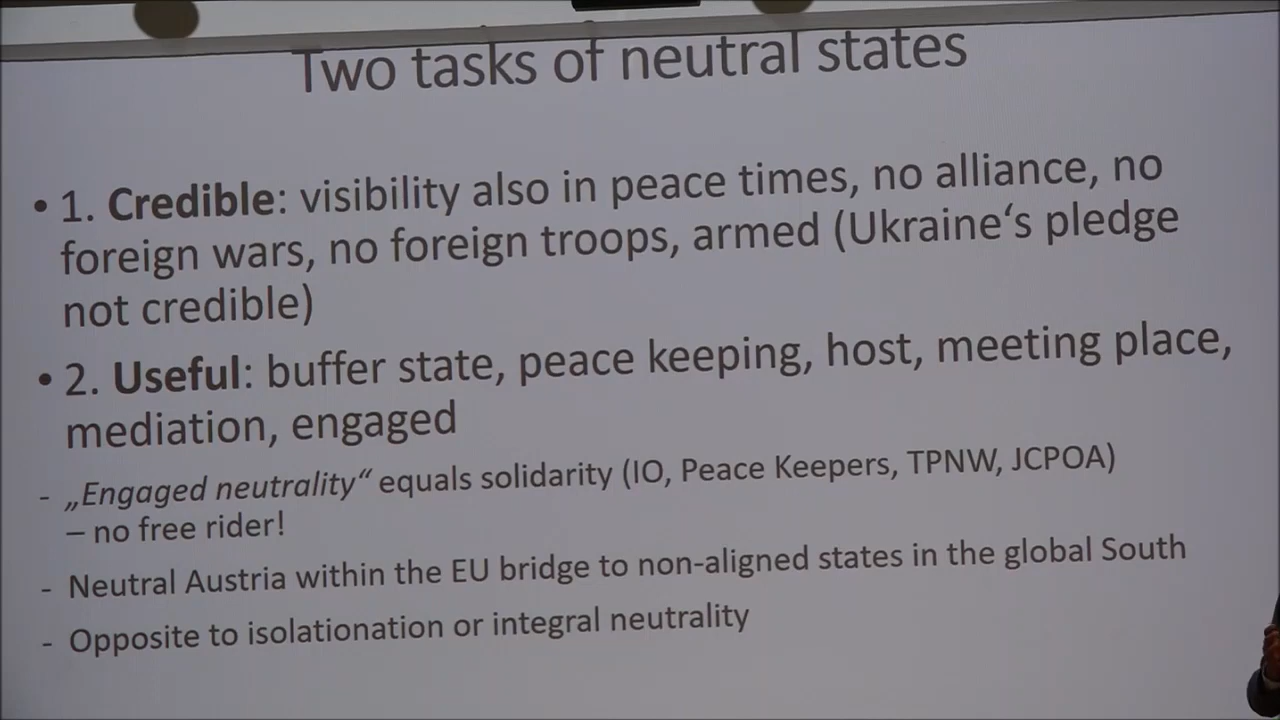 Two tasks of neutral states
• 1. Credible: visibility also in peace times, no alliance, no
foreign wars, no foreign troops, armed (Ukraine‘s pledge
not credible)
• 2. Useful: buffer state, peace keeping, host, meeting place,
mediation, engaged
- „Engaged neutrality“ equals solidarity (IO, Peace Keepers, TPNW, JCPOA)
– no free rider!
- Neutral Austria within the EU bridge to non-aligned states in the global South
- Opposite to isolationation or integral neutrality